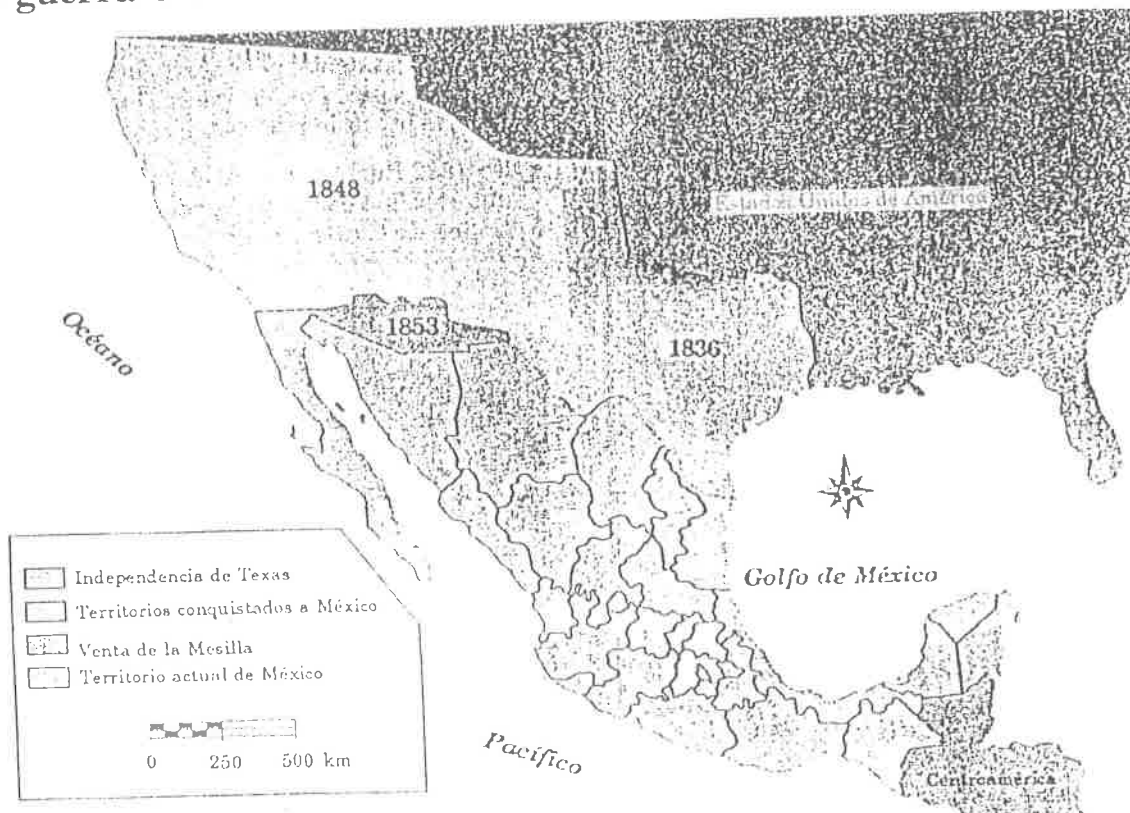 guerra
1848
Estados Unidos de América
1853
1836
Océano
Golfo de México
Independencia de Texas
Territorios conquistados a México
Venta de la Mesilla
Territorio actual de México
0 250 500 km
Pacífico
Centroamérica